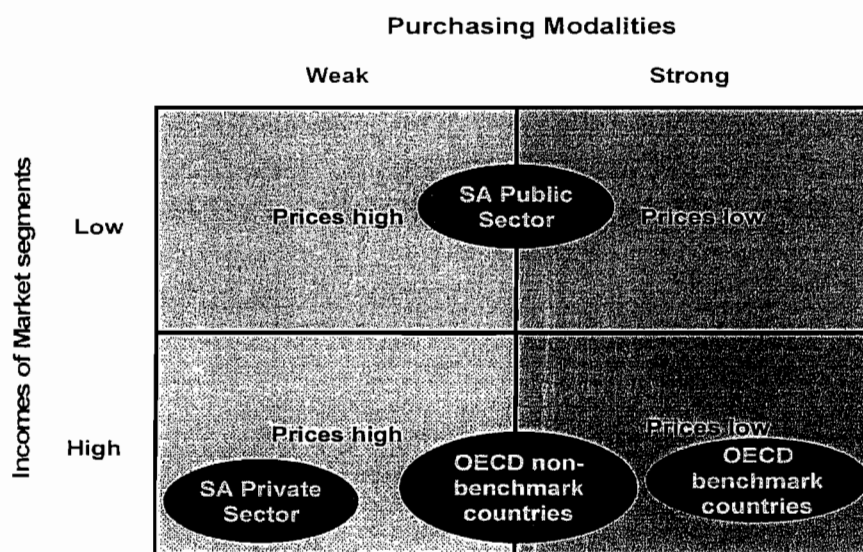 Purchasing Modalities
Weak
Strong
Incomes of Market segments
Low
Prices high
SA Public
Sector
Prices low
High
Prices high
Prices low
SA Private
Sector
OECD non-
benchmark
countries
OECD
benchmark
countries